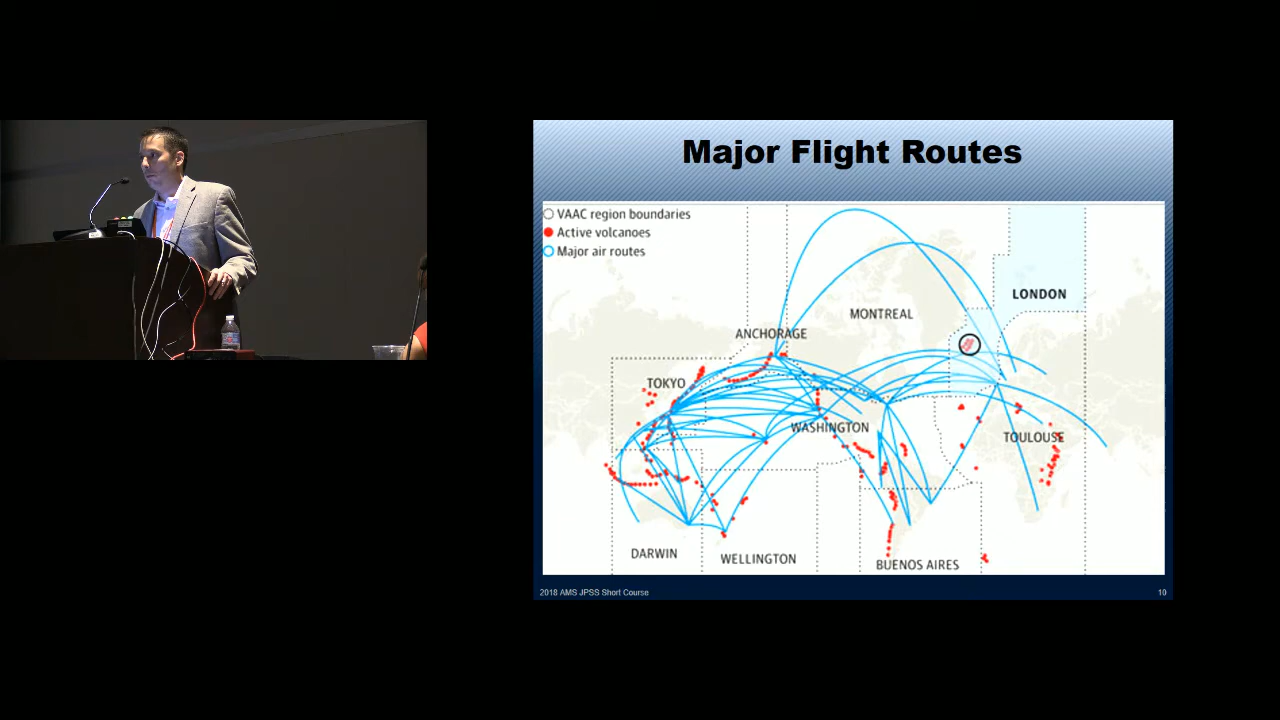 Major Flight Routes
VAAC region boundaries
Active volcanoes
Major air routes
LONDON
MONTREAL
ANCHORAGE
TOKYO
WASHINGTON
TOULOUSE
DARWIN
WELLINGTON
BUENOS AIRES
2018 AMS JPSS Short Course
10